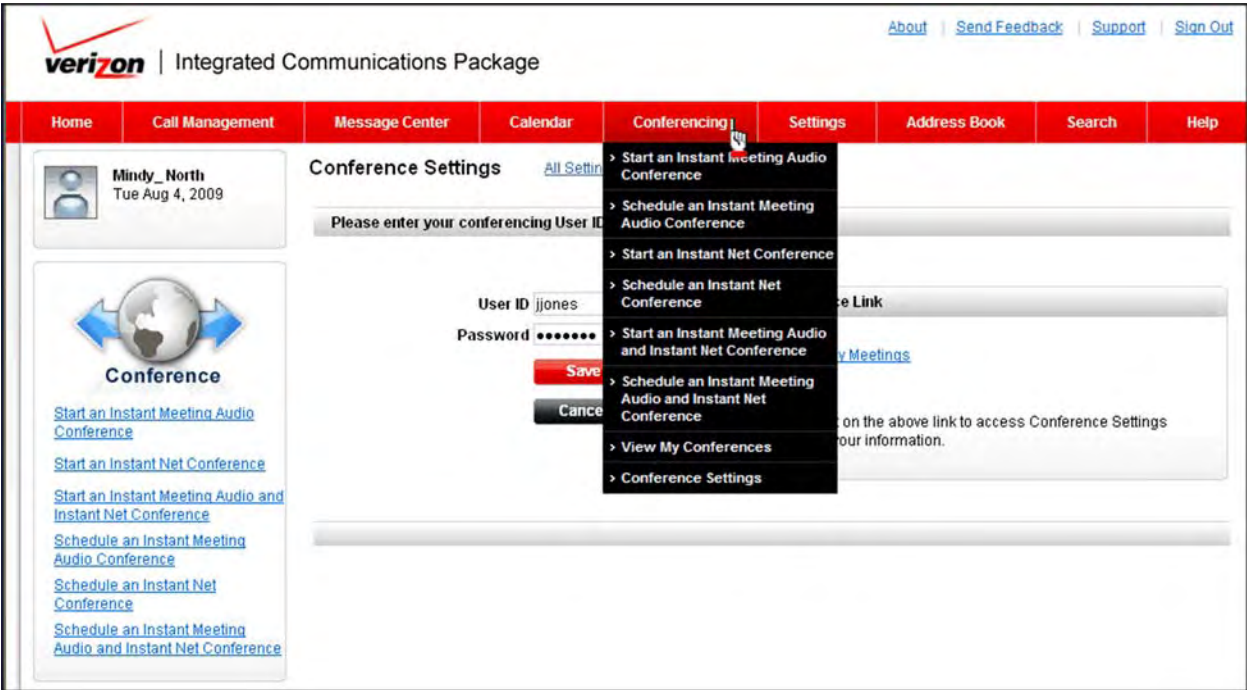 About | Send Feedback | Support | Sign Out
verizon | Integrated Communications Package
Home Call Management Message Center Calendar Conferencing Settings Address Book Search Help
Mindy_North
Tue Aug 4, 2009
Conference
Start an Instant Meeting Audio
Conference
Start an Instant Net Conference
Start an Instant Meeting Audio and
Instant Net Conference
Schedule an Instant Meeting
Audio Conference
Schedule an Instant Net
Conference
Schedule an Instant Meeting
Audio and Instant Net Conference
Conference Settings All
Please enter your conferencing User ID
User ID jjones
Password •••••••
Save
› Start an Instant Meeting Audio
Conference
› Schedule an Instant Meeting
Audio Conference
› Start an Instant Net Conference
› Schedule an Instant Net
Conference
› Start an Instant Meeting Audio
and Instant Net Conference
› Schedule an Instant Meeting
Audio and Instant Net
Conference
› View My Conferences
› Conference Settings
Link
Meetings
on the above link to access Conference Settings
information.